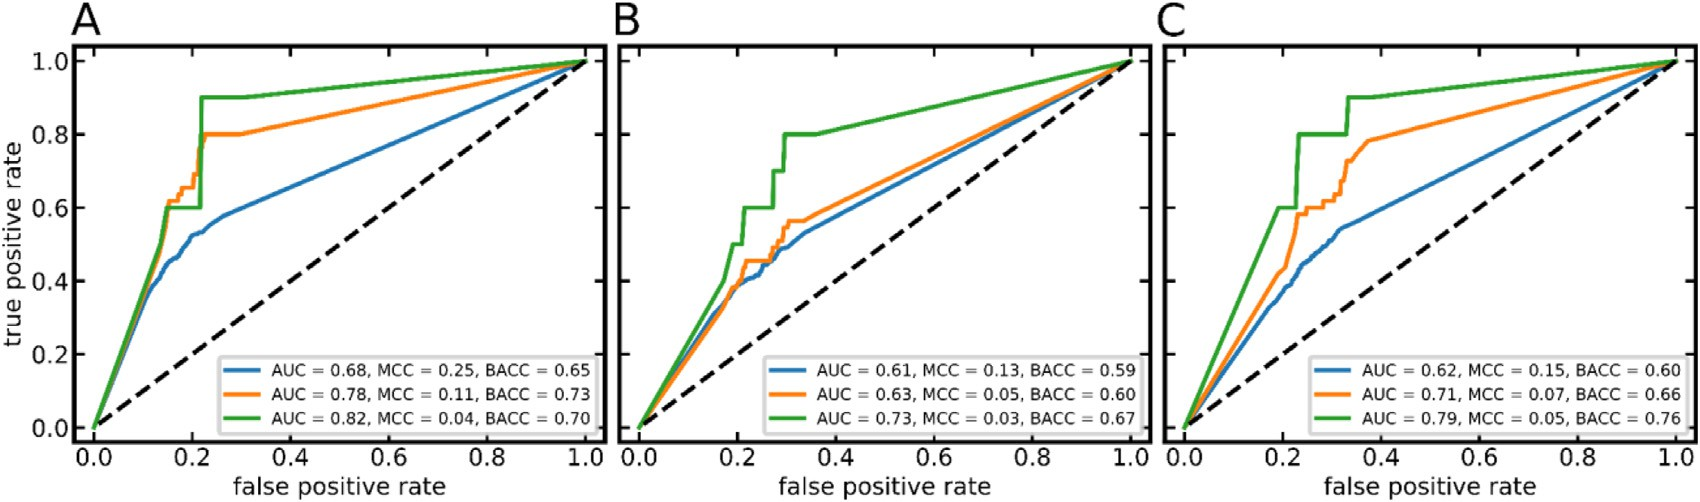 A
B
C
true positive rate
1.0
0.8
0.6
0.4
0.2
0.0
AUC = 0.68, MCC = 0.25, BACC = 0.65
AUC = 0.78, MCC = 0.11, BACC = 0.73
AUC = 0.82, MCC = 0.04, BACC = 0.70
0.0 0.2 0.4 0.6 0.8 1.0
false positive rate
AUC = 0.61, MCC = 0.13, BACC = 0.59
AUC = 0.63, MCC = 0.05, BACC = 0.60
AUC = 0.73, MCC = 0.03, BACC = 0.67
0.0 0.2 0.4 0.6 0.8 1.0
false positive rate
AUC = 0.62, MCC = 0.15, BACC = 0.60
AUC = 0.71, MCC = 0.07, BACC = 0.66
AUC = 0.79, MCC = 0.05, BACC = 0.76
0.0 0.2 0.4 0.6 0.8 1.0
false positive rate